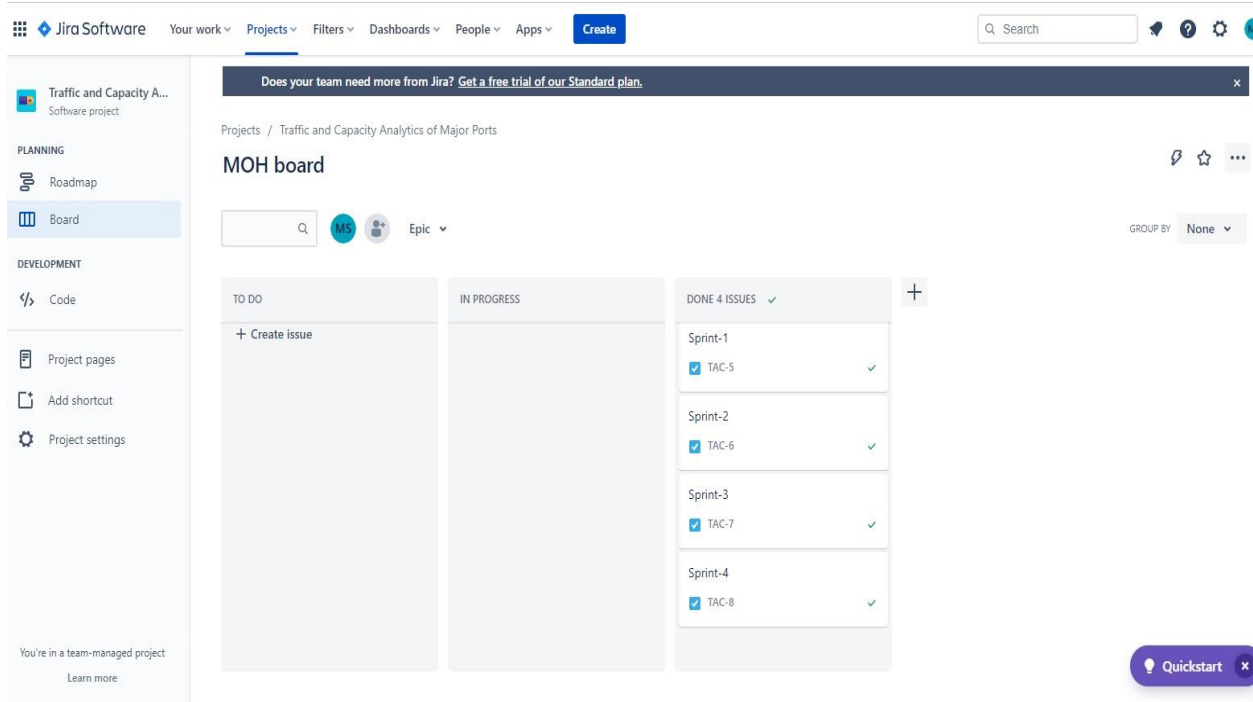 Jira Software Your work Projects Filters Dashboards People Apps Create Search
Does your team need more from Jira? Get a free trial of our Standard plan.
Traffic and Capacity A...
Software project
Projects / Traffic and Capacity Analytics of Major Ports
PLANNING
MOH board
Roadmap
Board
MS Epic GROUP BY None
DEVELOPMENT
Code
TO DO IN PROGRESS DONE 4 ISSUES
+ Create issue
Sprint-1
TAC-5
Sprint-2
TAC-6
Sprint-3
TAC-7
Sprint-4
TAC-8
Project pages
Add shortcut
Project settings
You're in a team-managed project
Learn more
Quickstart